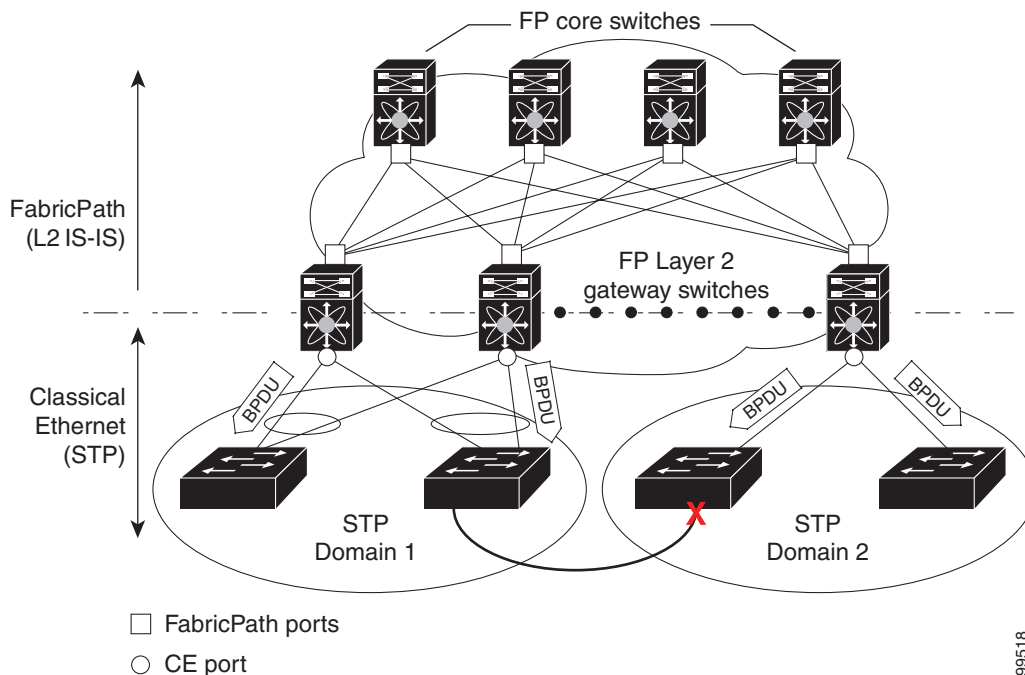 FP core switches
FabricPath
(L2 IS-IS)
FP Layer 2
gateway switches
Classical
Ethernet
(STP)
BPDU
BPDU
BPDU
BPDU
X
STP
Domain 1
STP
Domain 2
FabricPath ports
CE port
99518